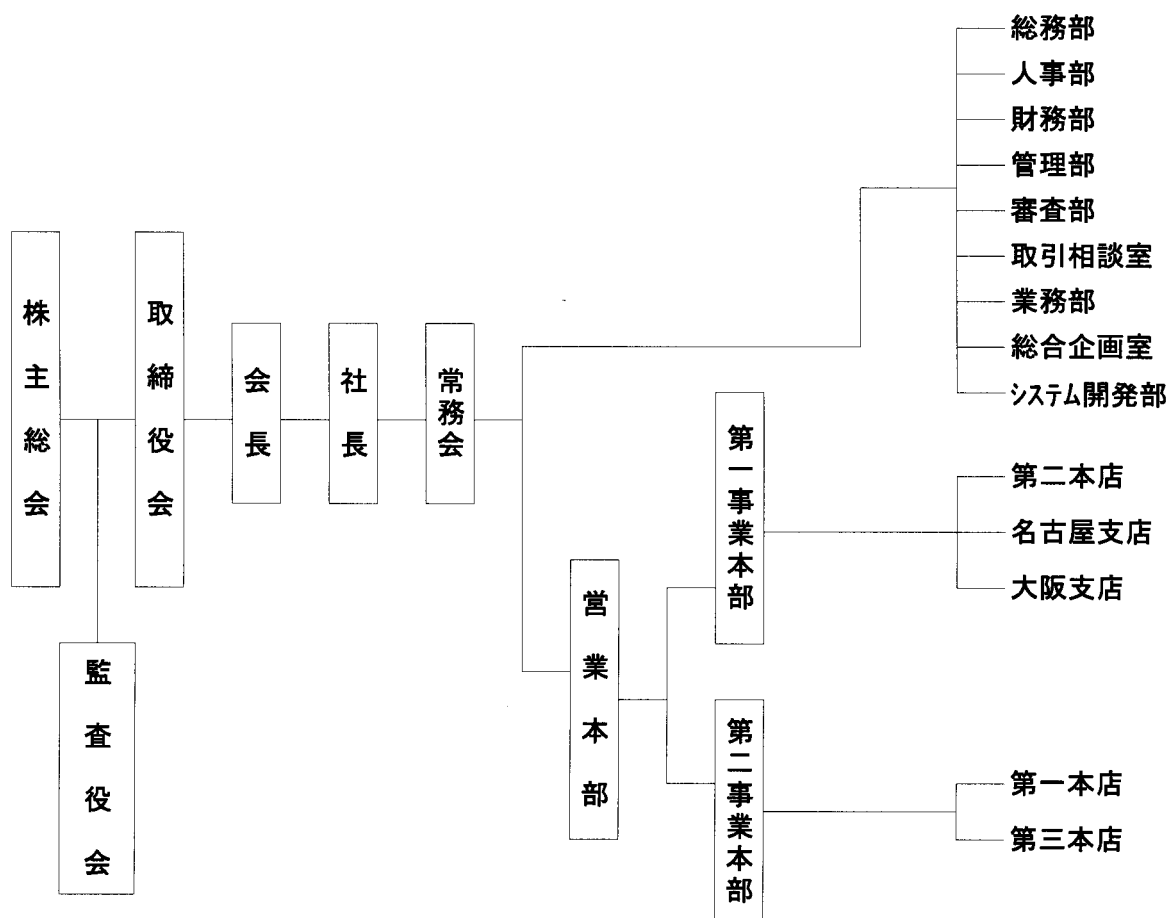 株主総会
監査役会
取締役会
会長
社長
常務会
総務部
人事部
財務部
管理部
審査部
取引相談室
業務部
総合企画室
システム開発部
営業本部
第一事業本部
第二本店
名古屋支店
大阪支店
第二事業本部
第一本店
第三本店